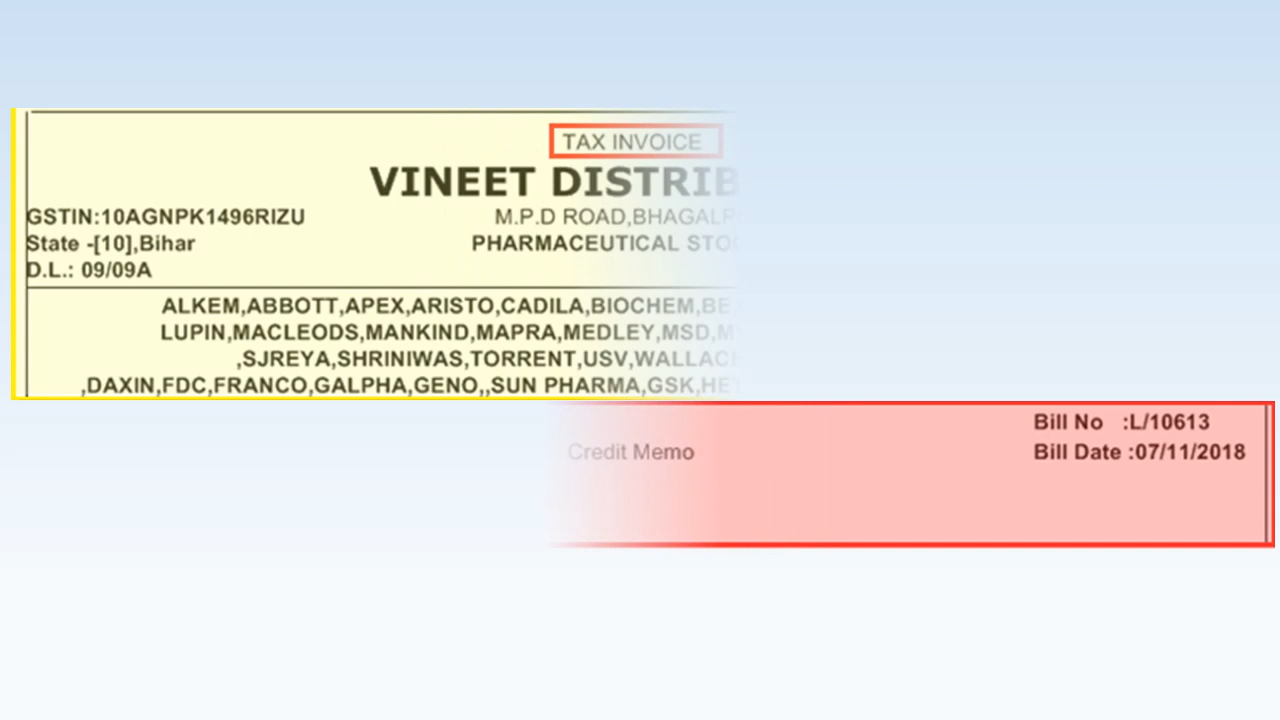 TAX INVOICE
VINEET DISTRIB
GSTIN:10AGNPK1496RIZU
M.P.D ROAD,BHAGALP
State -[10],Bihar
PHARMACEUTICAL STO
D.L.: 09/09A
ALKEM,ABBOTT,APEX,ARISTO,CADILA,BIOCHEM,BE
LUPIN,MACLEODS,MANKIND,MAPRA,MEDLEY,MSD,M
,SJREYA,SHRINIWAS,TORRENT,USV,WALLAC
,DAXIN,FDC,FRANCO,GALPHA,GENO,,SUN PHARMA,GSK,HE
Bill No :L/10613
Credit Memo
Bill Date :07/11/2018